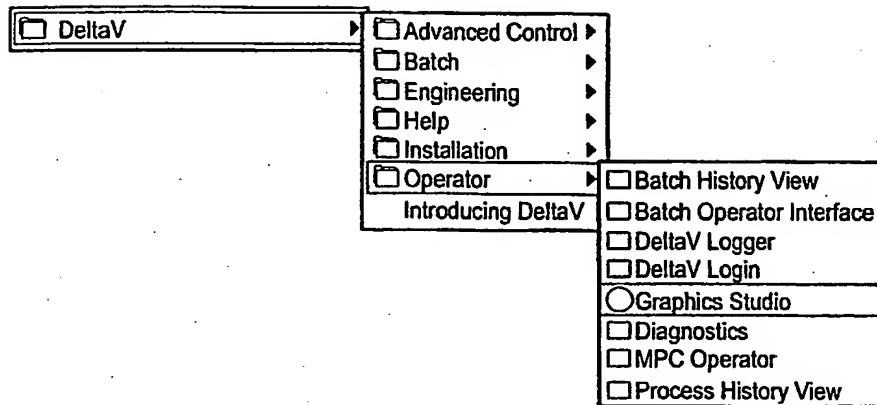 DeltaV
Advanced Control
Batch
Engineering
Help
Installation
Operator
Introducing DeltaV
Batch History View
Batch Operator Interface
DeltaV Logger
DeltaV Login
Graphics Studio
Diagnostics
MPC Operator
Process History View